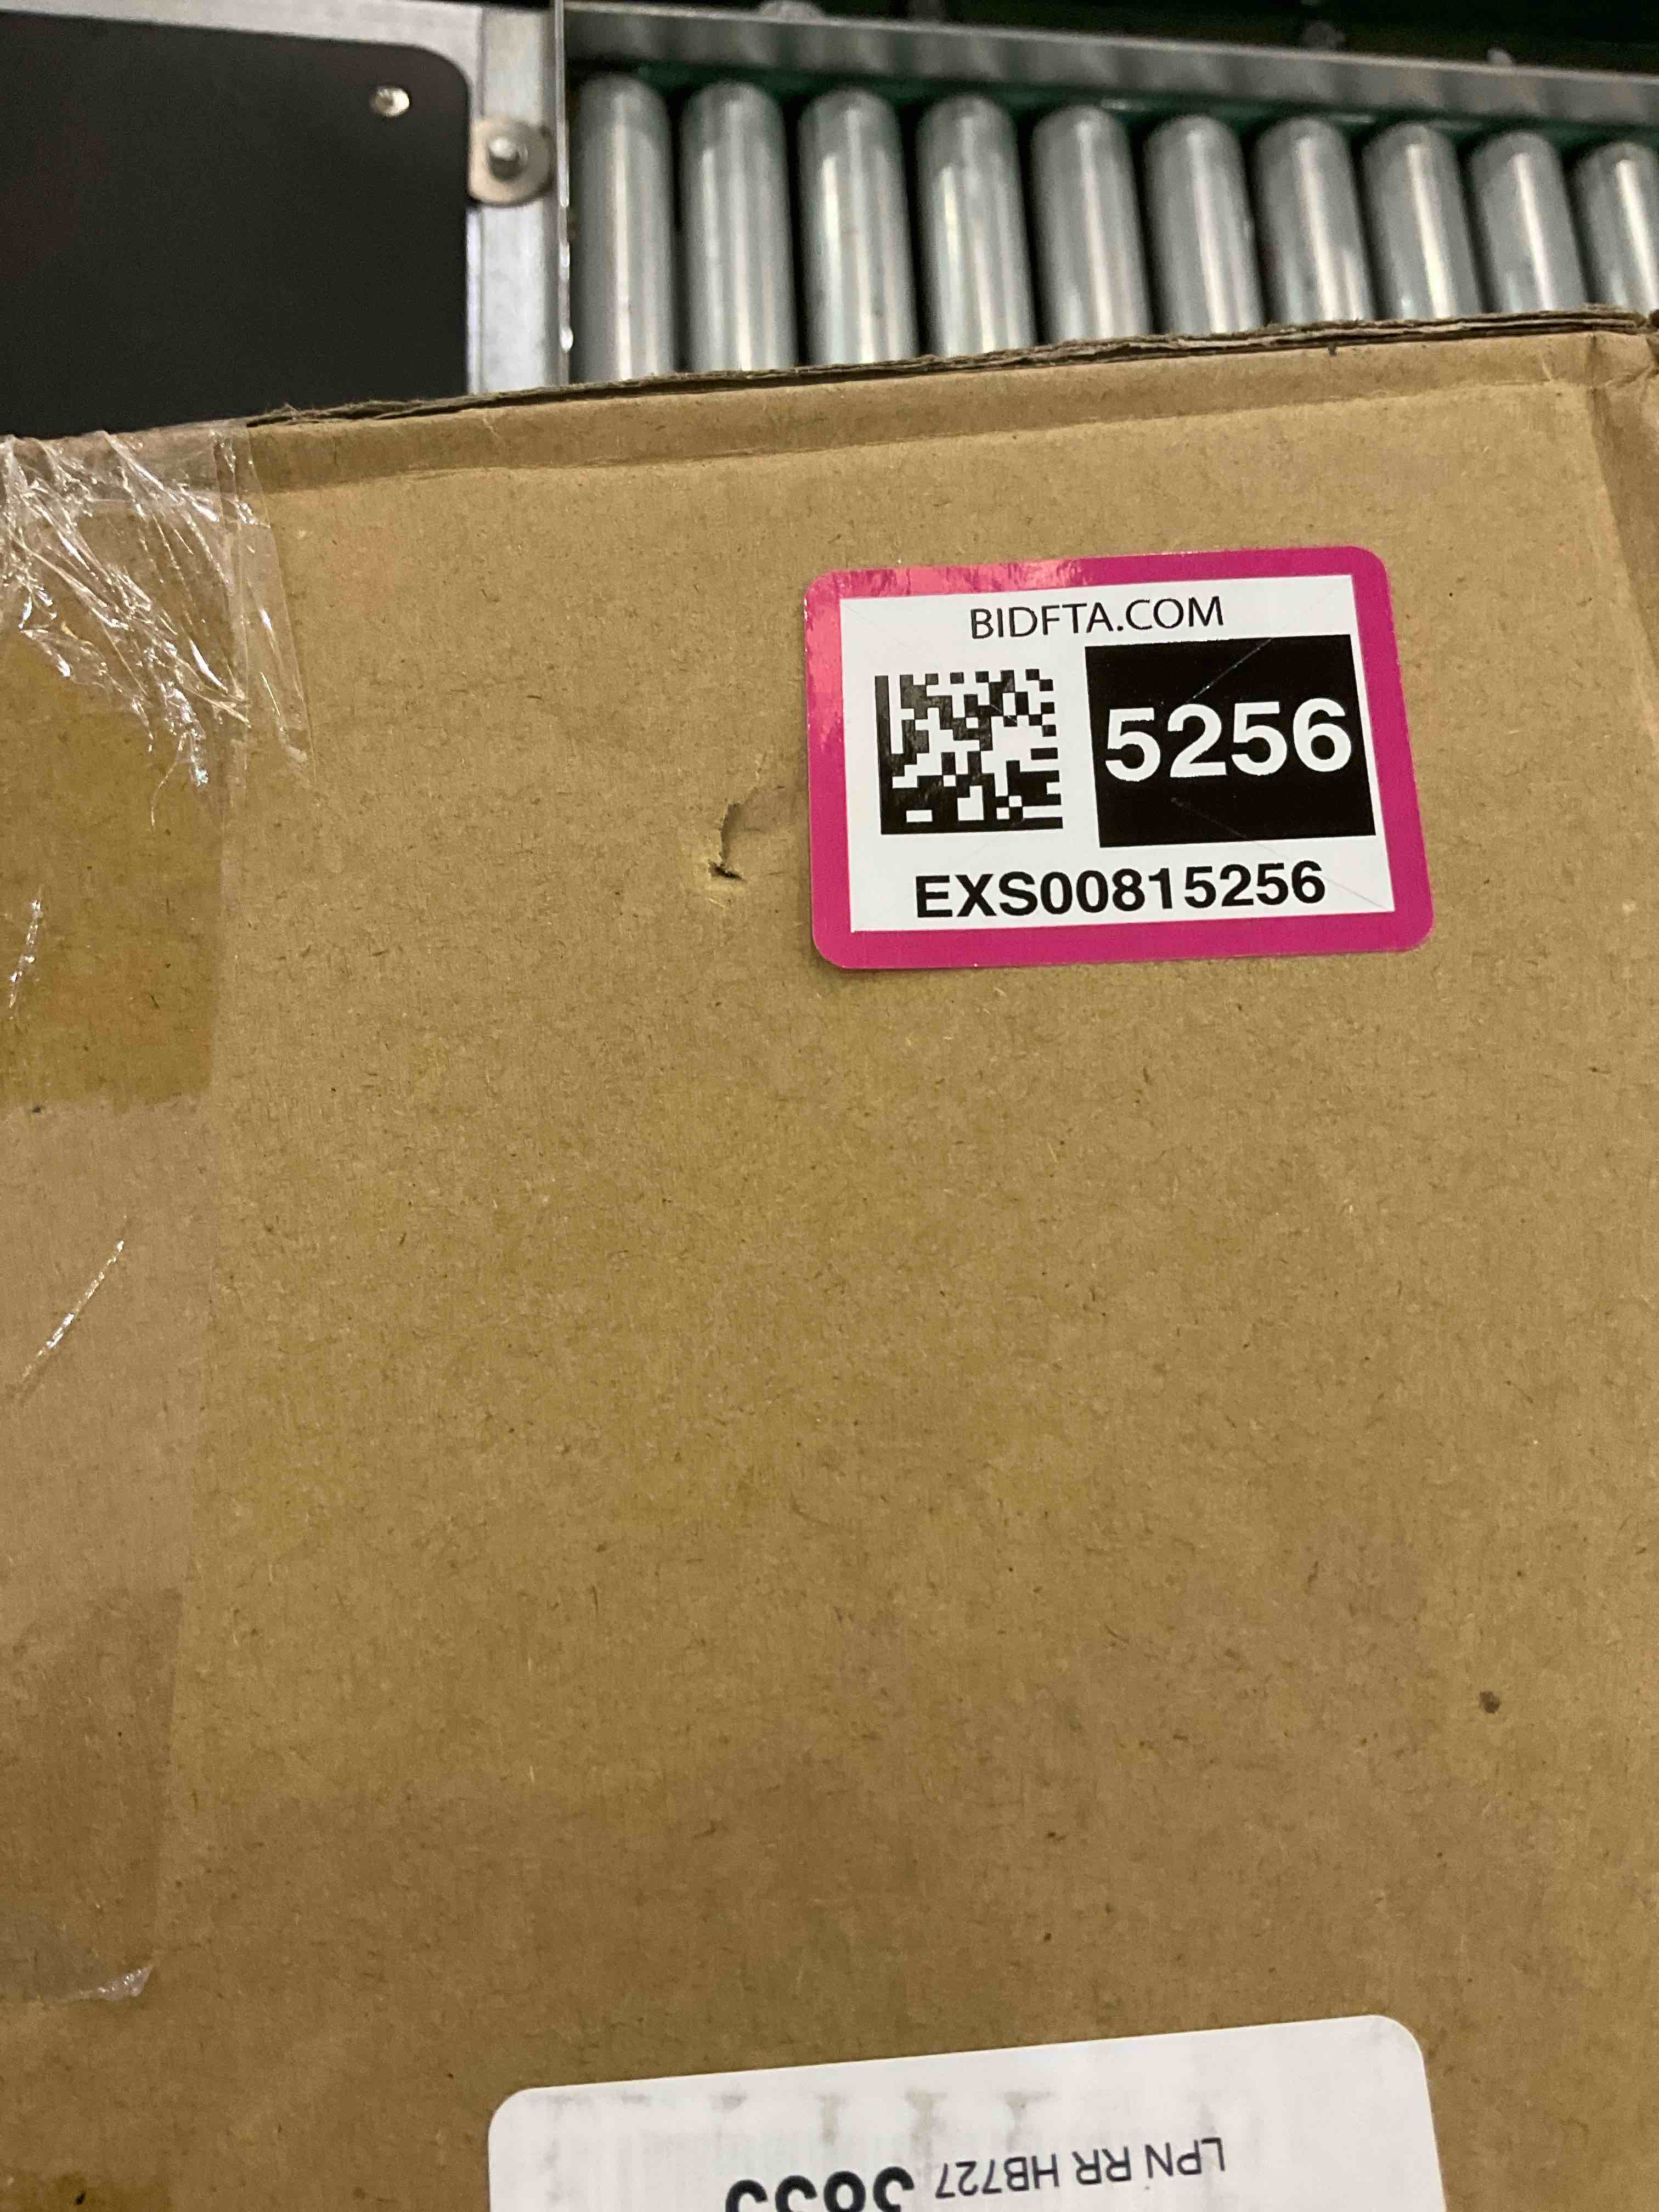 BIDFTA.COM
5256
EXS00815256
LPN RR HB727